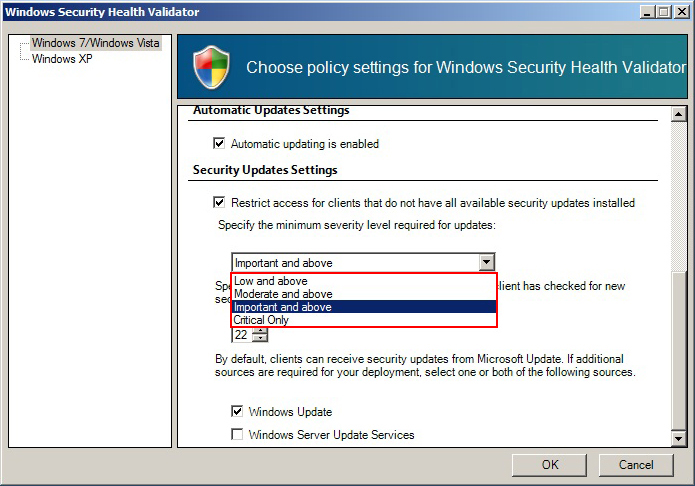 Windows Security Health Validator
Windows 7/Windows Vista
Windows XP
Choose policy settings for Windows Security Health Validator
Automatic Updates Settings
Automatic updating is enabled
Security Updates Settings
Restrict access for clients that do not have all available security updates installed
Specify the minimum severity level required for updates:
Important and above
Low and above
Moderate and above
Important and above
Critical Only
client has checked for new
22
By default, clients can receive security updates from Microsoft Update. If additional
sources are required for your deployment, select one or both of the following sources.
Windows Update
Windows Server Update Services
OK
Cancel